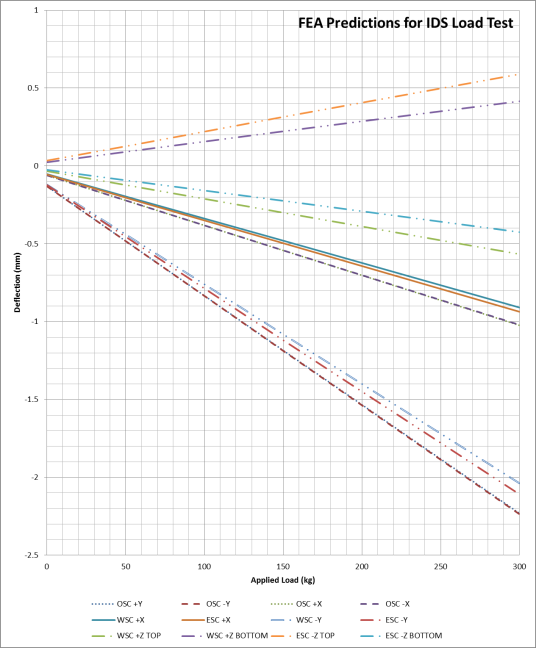 FEA Predictions for IDS Load Test
1
0.5
0
-0.5
-1
-1.5
-2
-2.5
Deflection (mm)
0 50 100 150 200 250 300
Applied Load (kg)
OSC +Y OSC -Y OSC +X OSC -X
WSC +X ESC +X WSC -Y ESC -Y
WSC +Z TOP WSC +Z BOTTOM ESC -Z TOP ESC -Z BOTTOM